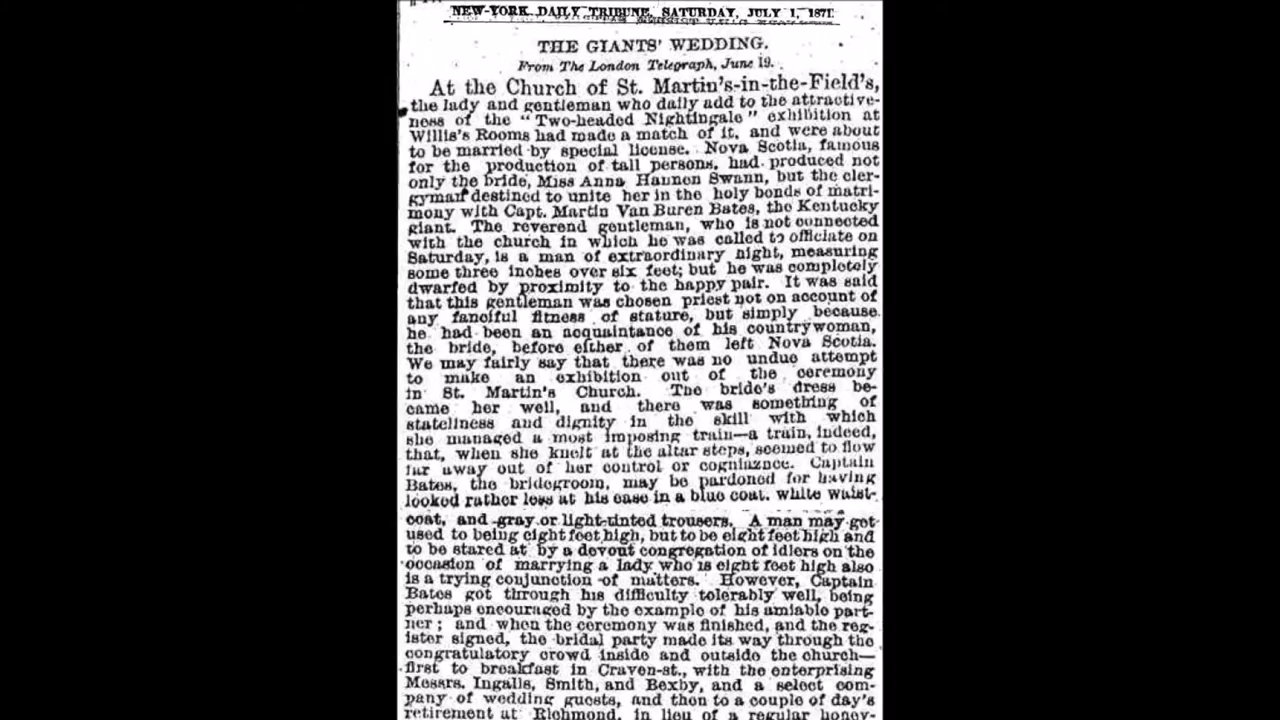 NEW-YORK DAILY TRIBUNE, SATURDAY, JULY 1, 1871.
THE GIANTS' WEDDING.
From The London Telegraph, June 19.
At the Church of St. Martin's-in-the-Field's,
the lady and gentleman who daily add to the attractive-
ness of the "Two-headed Nightingale" exhibition at
Willis's Rooms had made a match of it, and were about
to be married by special license. Nova Scotia, famous
for the production of tall persons, had produced not
only the bride, Miss Anna Hannen Swann, but the cler-
gyman destined to unite her in the holy bonds of matri-
mony with Capt. Martin Van Buren Bates, the Kentucky
giant. The reverend gentleman, who is not connected
with the church in which he was called to officiate on
Saturday, is a man of extraordinary night, measuring
some three inches over six feet; but he was completely
dwarfed by proximity to the happy pair. It was said
that this gentleman was chosen priest not on account of
any fanciful fitness of stature, but simply because
he had been an acquaintance of his countrywoman,
the bride, before either of them left Nova Scotia.
We may fairly say that there was no undue attempt
to make an exhibition out of the ceremony
in St. Martin's Church. The bride's dress be-
came her well, and there was something of
stateliness and dignity in the skill with which
she managed a most imposing train—a train, indeed,
that, when she knelt at the altar steps, seemed to flow
far away out of her control or cognizance. Captain
Bates, the bridegroom, may be pardoned for having
looked rather less at his ease in a blue coat, white waist-
coat, and gray or light-tinted trousers. A man may get
used to being eight feet high, but to be eight feet high and
to be stared at by a devout congregation of idlers on the
occasion of marrying a lady who is eight feet high also
is a trying conjunction of matters. However, Captain
Bates got through his difficulty tolerably well, being
perhaps encouraged by the example of his amiable part-
ner; and when the ceremony was finished, and the reg-
ister signed, the bridal party made its way through the
congratulatory crowd inside and outside the church—
first to breakfast in Craven-st., with the enterprising
Messrs. Ingalls, Smith, and Bexby, and a select com-
pany of wedding guests, and then to a couple of day's
retirement at Richmond, in lieu of a regular honey-